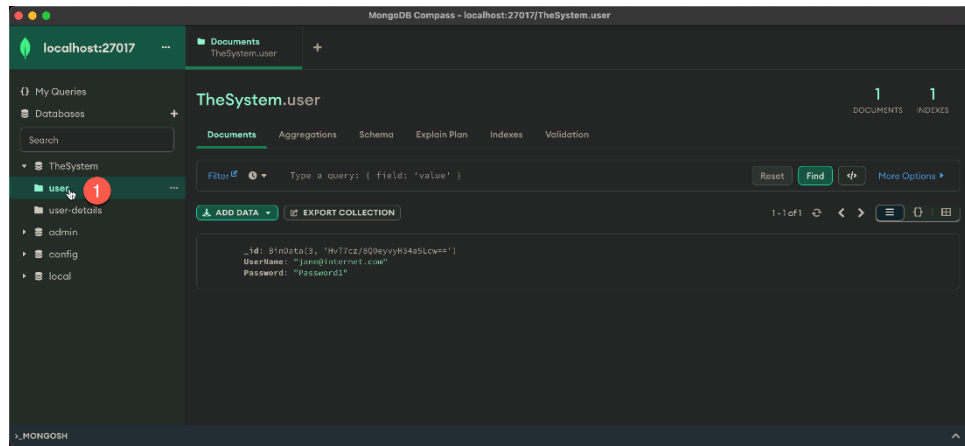 MongoDB Compass - localhost:27017/TheSystem.user
localhost:27017 ...
Documents
TheSystem.user
+
{} My Queries
Databases +
Search
TheSystem
user 1 ...
user-details
admin
config
local
TheSystem.user
1 DOCUMENTS
1 INDEXES
Documents Aggregations Schema Explain Plan Indexes Validation
Filter Type a query: { field: 'value' } Reset Find </> More Options
ADD DATA EXPORT COLLECTION 1-1 of 1 {}
_id: BinData(3, 'HvT7cz/8Q0eyvyH34aSLcw==')
UserName: "jane@internet.com"
Password: "Password1"
>_MONGOSH